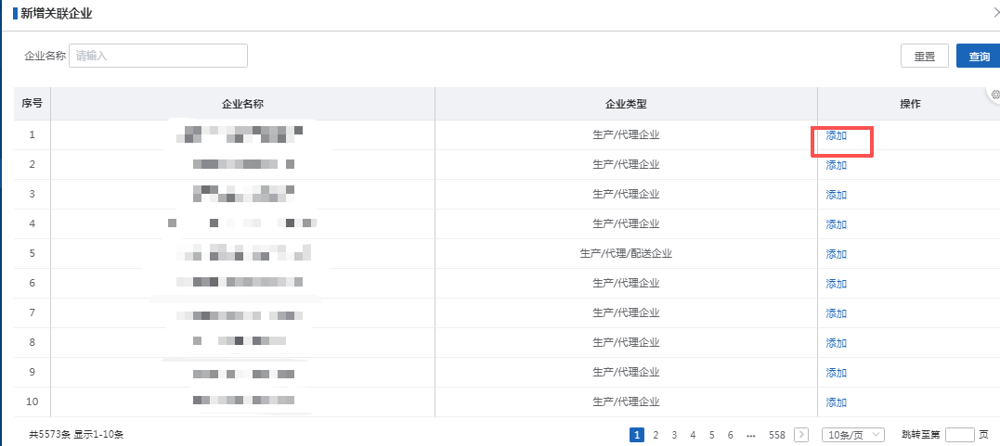 新增关联企业
企业名称 请输入 重置 查询
序号 企业名称 企业类型 操作
1 生产/代理企业 添加
2 生产/代理企业 添加
3 生产/代理企业 添加
4 生产/代理企业 添加
5 生产/代理/配送企业 添加
6 生产/代理企业 添加
7 生产/代理企业 添加
8 生产/代理企业 添加
9 生产/代理企业 添加
10 生产/代理企业 添加
共5573条 显示1-10条 1 2 3 4 5 6 ... 558 10条/页 跳转至第 页